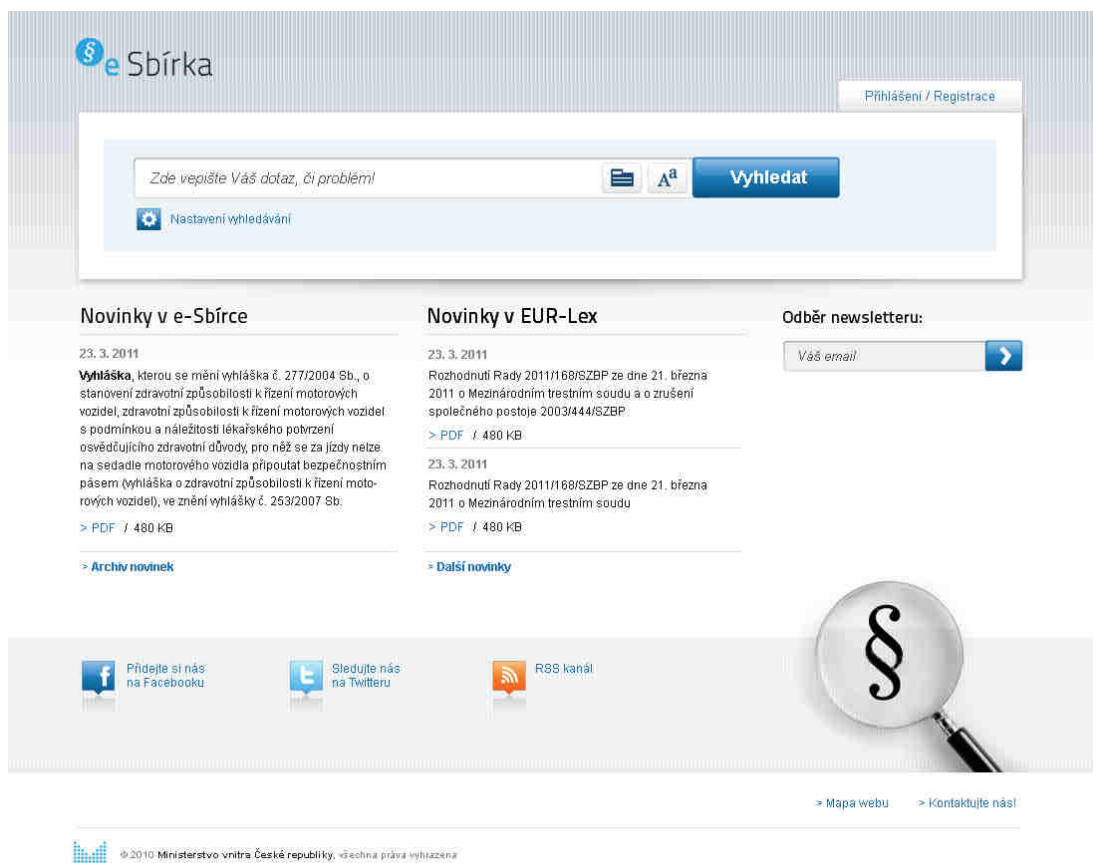 § e Sbírka
Přihlášení / Registrace
Zde vepište Váš dotaz, či problém!
Aa
Vyhledat
Nastavení vyhledávání
Novinky v e-Sbírce
23. 3. 2011
Vyhláška, kterou se mění vyhláška č. 277/2004 Sb., o
stanovení zdravotní způsobilosti k řízení motorových
vozidel, zdravotní způsobilosti k řízení motorových vozidel
s podmínkou a náležitosti lékařského potvrzení
osvědčujícího zdravotní důvody, pro něž se za jízdy nelze
na sedadle motorového vozidla připoutat bezpečnostním
pásem (vyhláška o zdravotní způsobilosti k řízení moto-
rových vozidel), ve znění vyhlášky č. 253/2007 Sb.
> PDF / 480 KB
> Archiv novinek
Novinky v EUR-Lex
23. 3. 2011
Rozhodnutí Rady 2011/168/SZBP ze dne 21. března
2011 o Mezinárodním trestním soudu a o zrušení
společného postoje 2003/444/SZBP
> PDF / 480 KB
23. 3. 2011
Rozhodnutí Rady 2011/168/SZBP ze dne 21. března
2011 o Mezinárodním trestním soudu
> PDF / 480 KB
> Další novinky
Odběr newsletteru:
Váš email
Přidejte si nás
na Facebooku
Sledujte nás
na Twitteru
RSS kanál
§
> Mapa webu > Kontaktujte nás!
© 2010 Ministerstvo vnitra České republiky, všechna práva vyhrazena